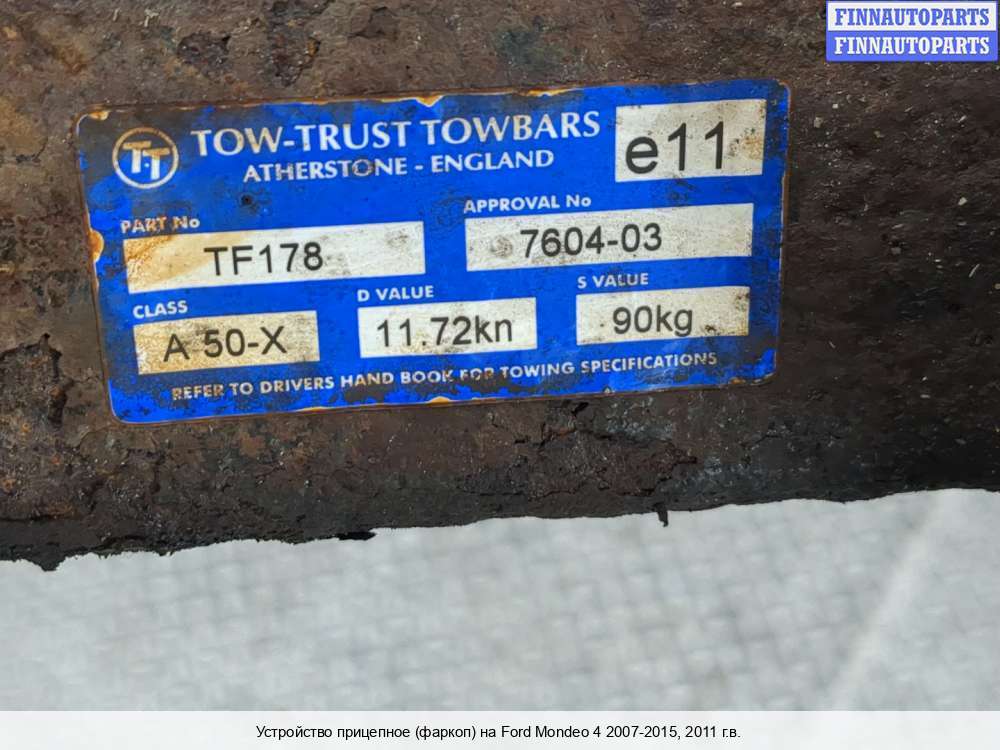 FINNAUTOPARTS
FINNAUTOPARTS
TT TOW-TRUST TOWBARS
ATHERSTONE - ENGLAND
e11
PART No
APPROVAL No
TF178
7604-03
CLASS
D VALUE
S VALUE
A 50-X
11.72kn
90kg
REFER TO DRIVERS HAND BOOK FOR TOWING SPECIFICATIONS
Устройство прицепное (фаркоп) на Ford Mondeo 4 2007-2015, 2011 г.в.